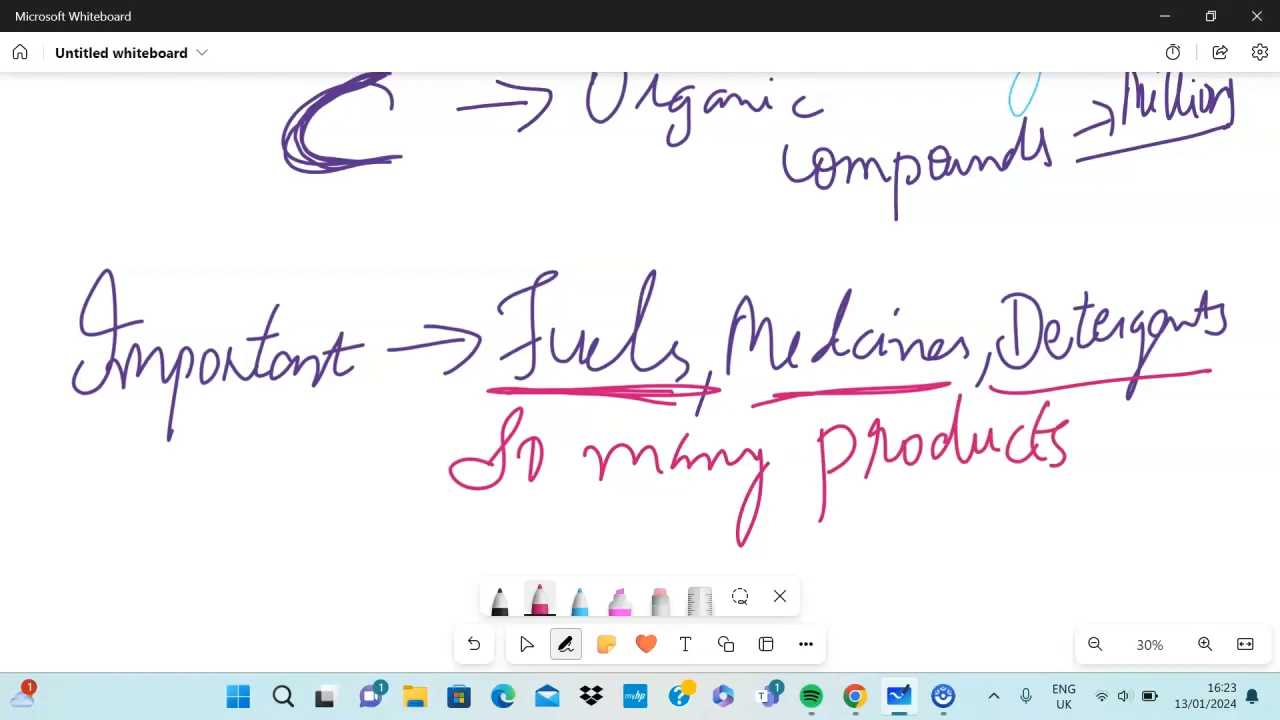 Microsoft Whiteboard
Untitled whiteboard
C → Organic → Million
compounds
Important → Fuels, Medicines, Detergents
So many products
30%
ENG
UK
16:23
13/01/2024